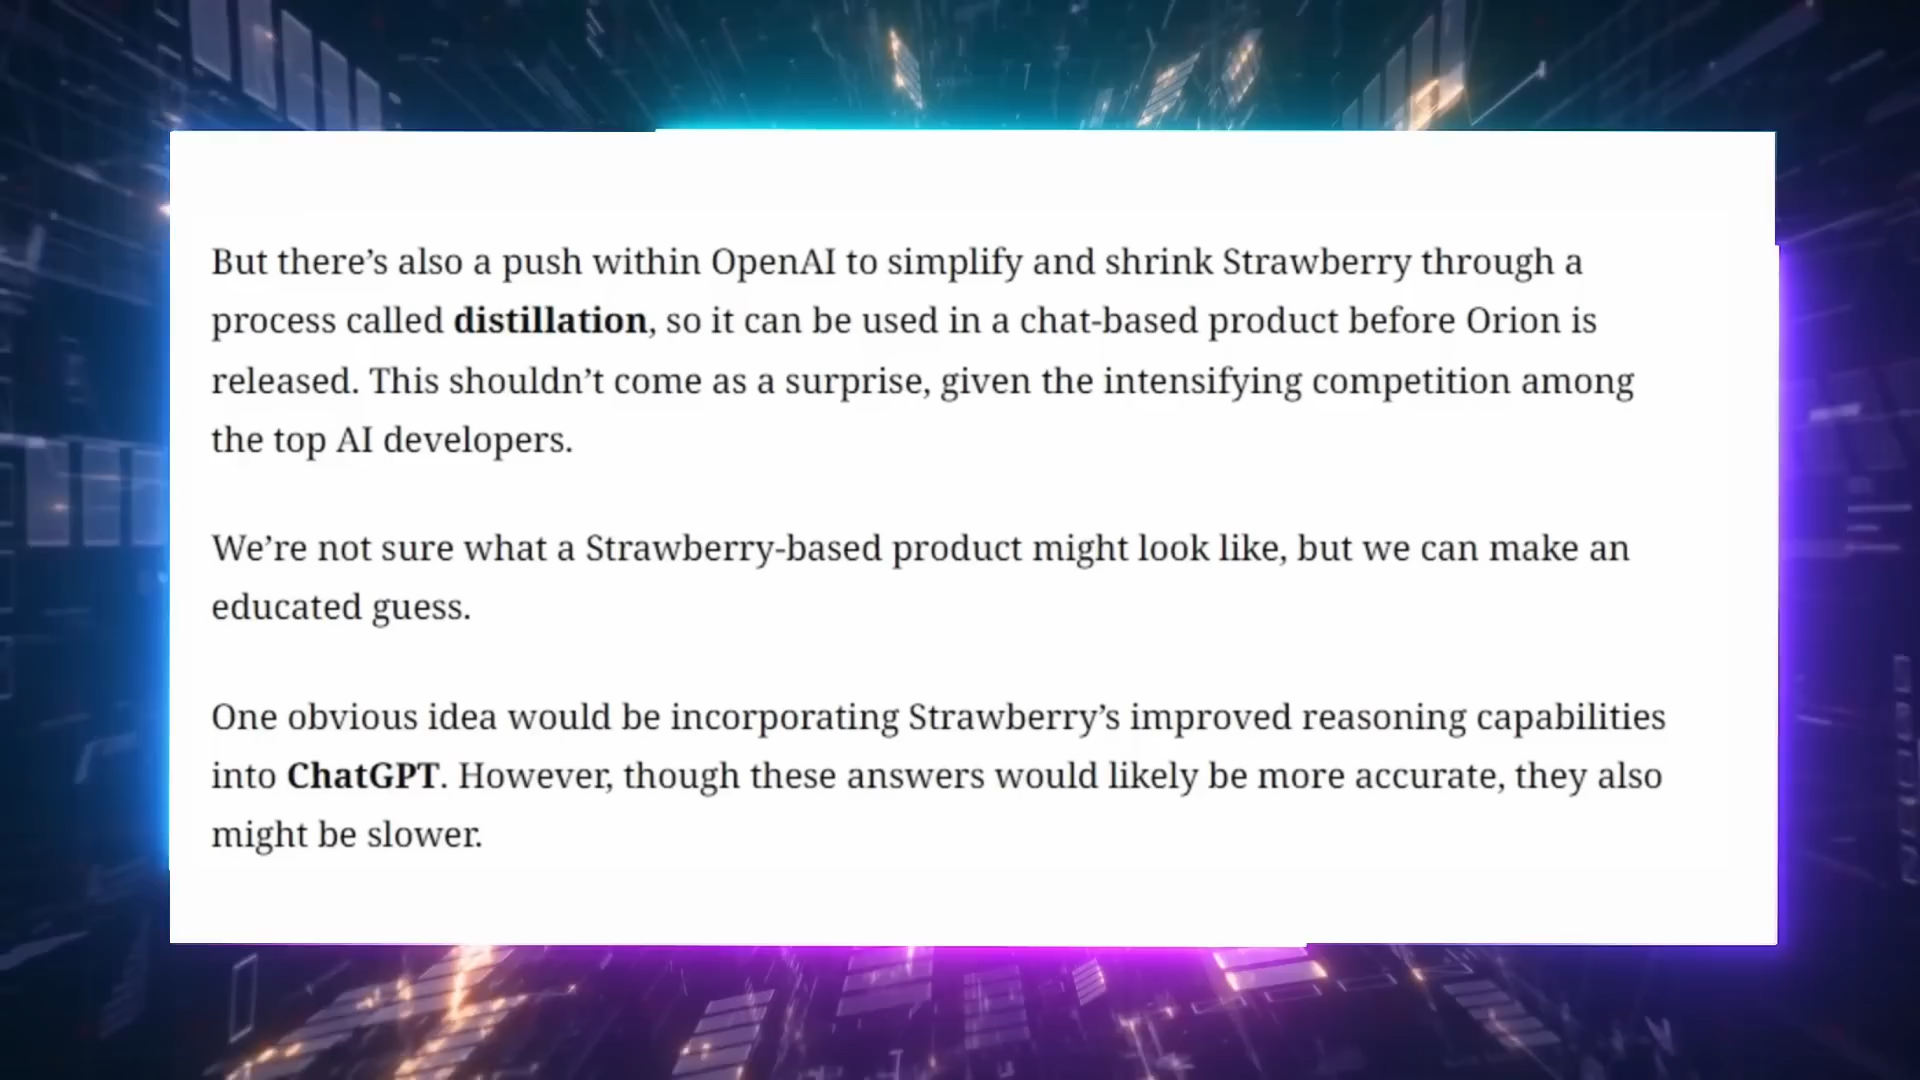 But there’s also a push within OpenAI to simplify and shrink Strawberry through a
process called distillation, so it can be used in a chat-based product before Orion is
released. This shouldn’t come as a surprise, given the intensifying competition among
the top AI developers.
We’re not sure what a Strawberry-based product might look like, but we can make an
educated guess.
One obvious idea would be incorporating Strawberry’s improved reasoning capabilities
into ChatGPT. However, though these answers would likely be more accurate, they also
might be slower.